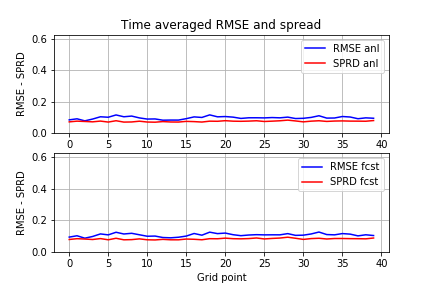 Time averaged RMSE and spread
RMSE - SPRD
0.6
0.4
0.2
0.0
RMSE anl
SPRD anl
0 5 10 15 20 25 30 35 40
RMSE - SPRD
0.6
0.4
0.2
0.0
RMSE fcst
SPRD fcst
0 5 10 15 20 25 30 35 40
Grid point